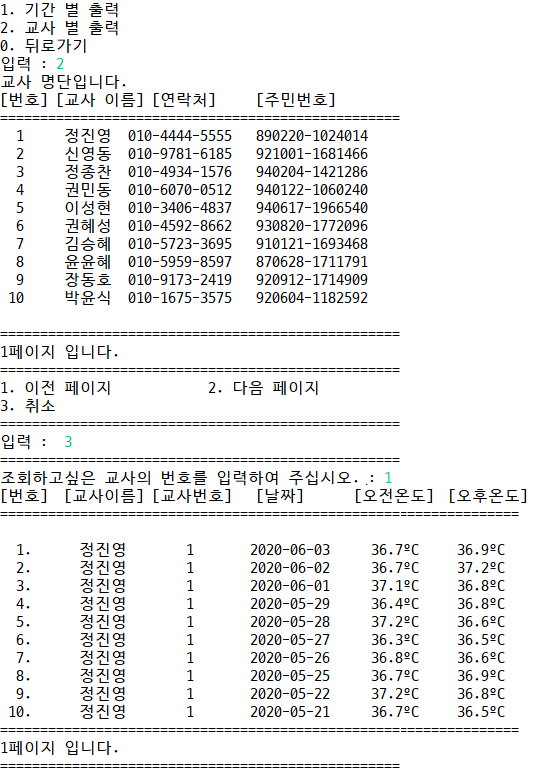 1. 기간 별 출력
2. 교사 별 출력
0. 뒤로가기
입력 : 2
교사 명단입니다.
[번호] [교사 이름] [연락처] [주민번호]
==================================================
1 정진영 010-4444-5555 890220-1024014
2 신영동 010-9781-6185 921001-1681466
3 정종찬 010-4934-1576 940204-1421286
4 권민동 010-6070-0512 940122-1060240
5 이성현 010-3406-4837 940617-1966540
6 권혜성 010-4592-8662 930820-1772096
7 김승혜 010-5723-3695 910121-1693468
8 윤윤혜 010-5959-8597 870628-1711791
9 장동호 010-9173-2419 920912-1714909
10 박윤식 010-1675-3575 920604-1182592
==================================================
1페이지 입니다.
==================================================
1. 이전 페이지 2. 다음 페이지
3. 취소
==================================================
입력 : 3
==================================================
조회하고싶은 교사의 번호를 입력하여 주십시오. : 1
[번호] [교사이름] [교사번호] [날짜] [오전온도] [오후온도]
=================================================================
1. 정진영 1 2020-06-03 36.7ºC 36.9ºC
2. 정진영 1 2020-06-02 36.7ºC 37.2ºC
3. 정진영 1 2020-06-01 37.1ºC 36.8ºC
4. 정진영 1 2020-05-29 36.4ºC 36.8ºC
5. 정진영 1 2020-05-28 37.2ºC 36.6ºC
6. 정진영 1 2020-05-27 36.3ºC 36.5ºC
7. 정진영 1 2020-05-26 36.8ºC 36.6ºC
8. 정진영 1 2020-05-25 36.7ºC 36.9ºC
9. 정진영 1 2020-05-22 37.2ºC 36.8ºC
10. 정진영 1 2020-05-21 36.7ºC 36.5ºC
=================================================================
1페이지 입니다.
==================================================